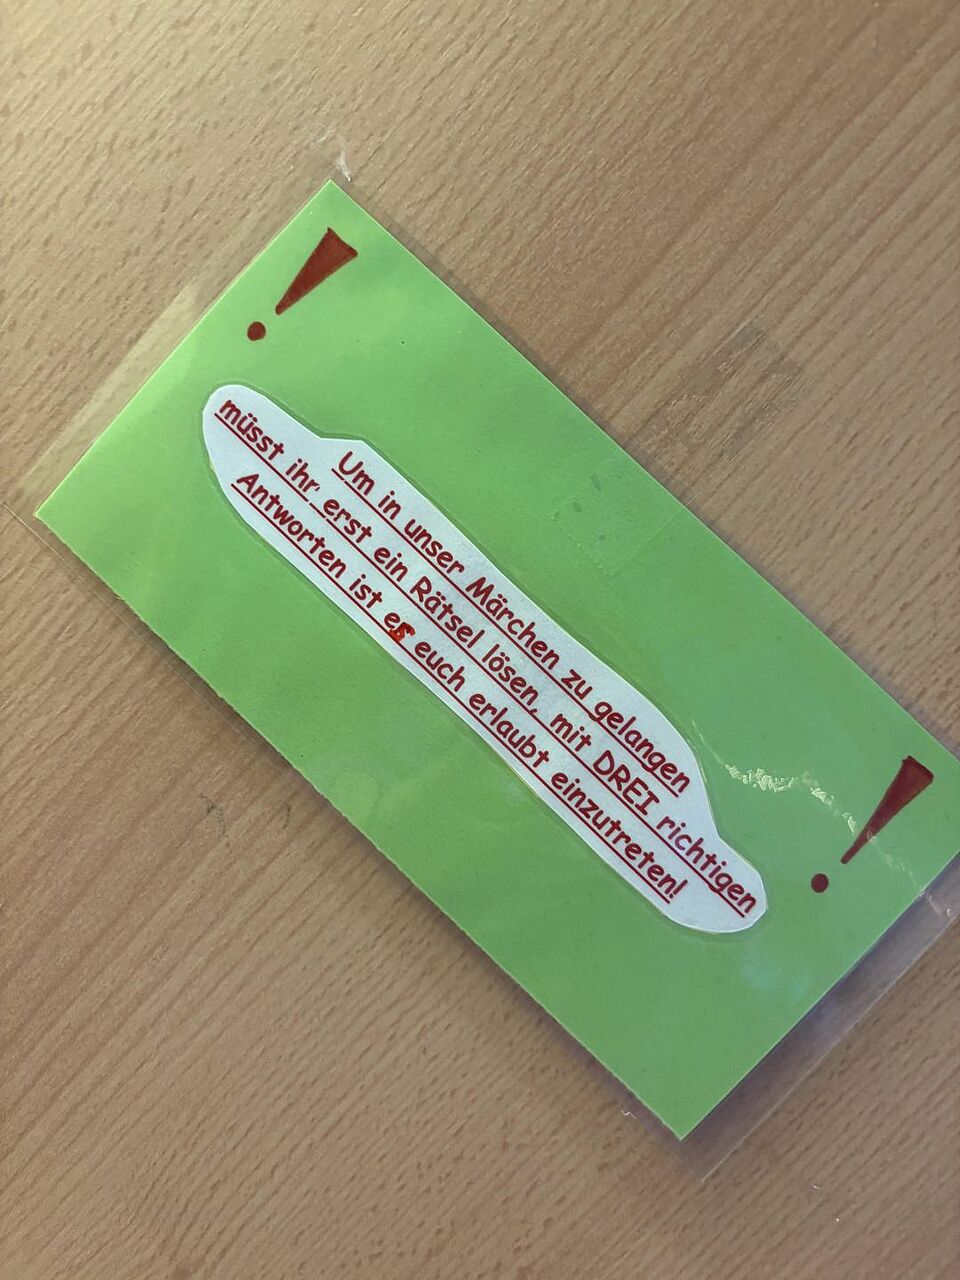 !
Um in unser Märchen zu gelangen
müsst ihr erst ein Rätsel lösen, mit DREI richtigen
Antworten ist es euch erlaubt einzutreten!
!